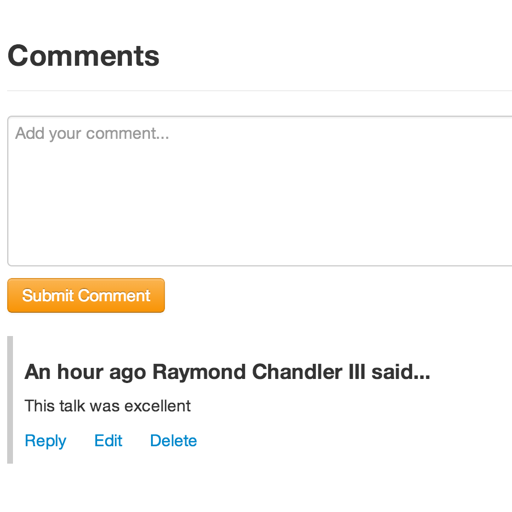 Comments
Add your comment...
Submit Comment
An hour ago Raymond Chandler III said...
This talk was excellent
Reply Edit Delete